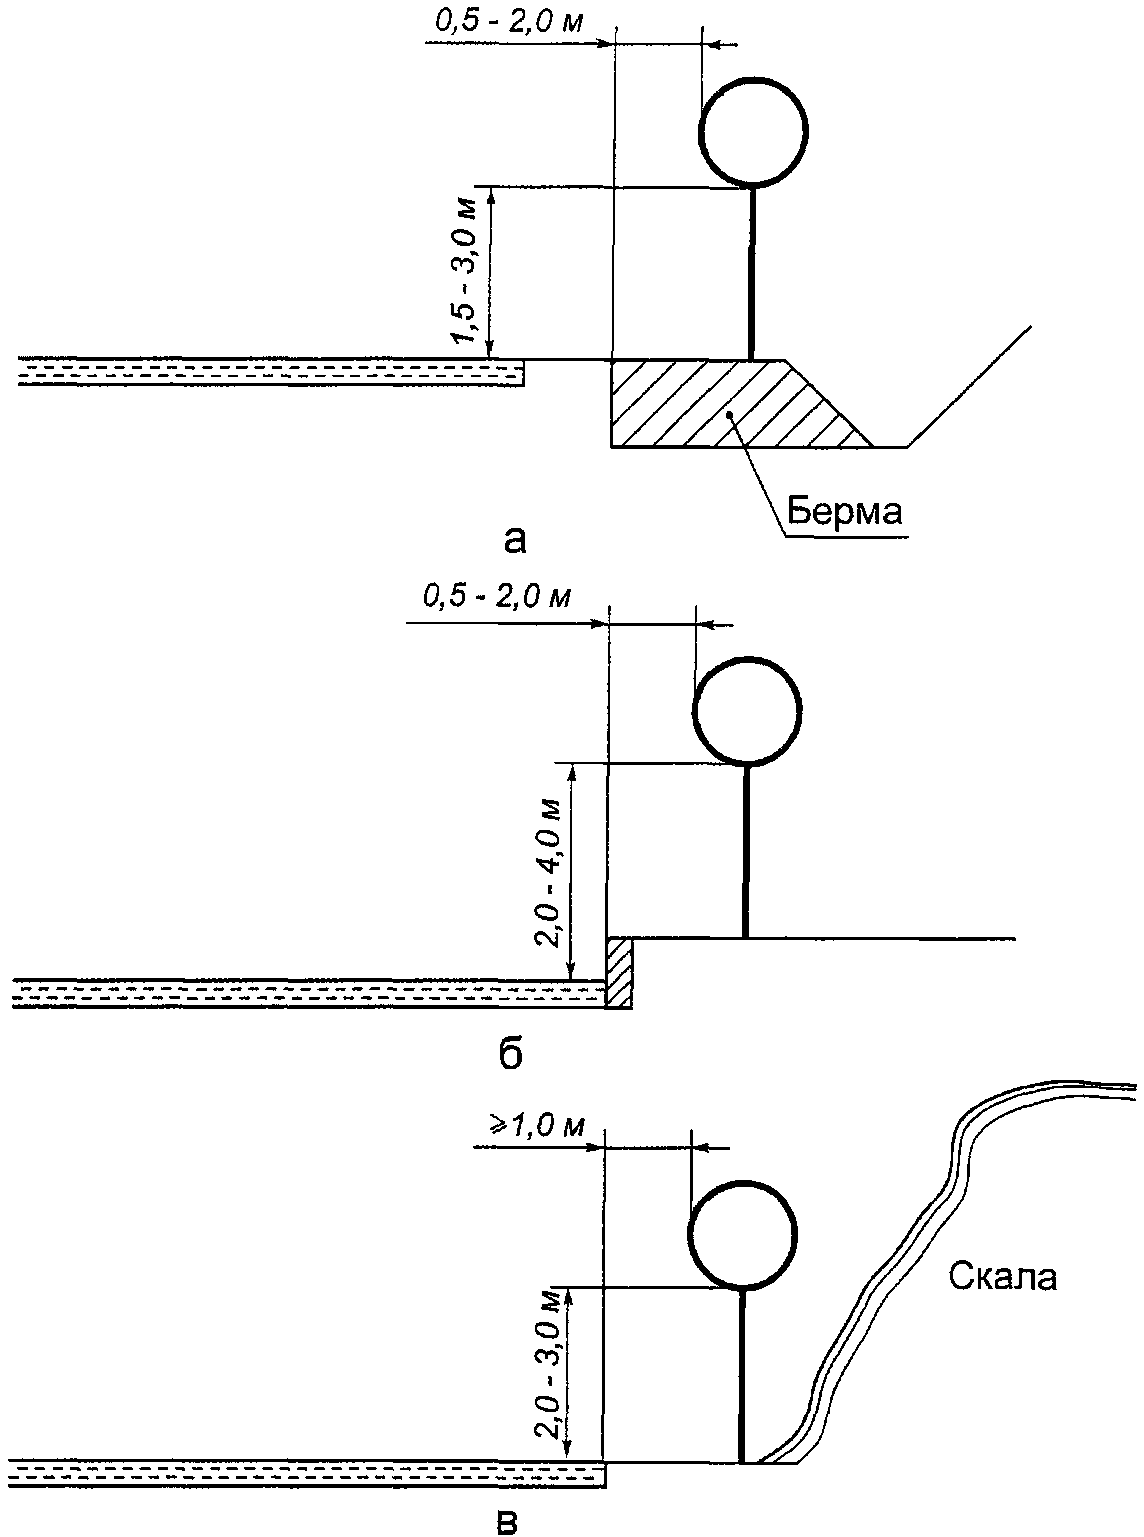 0,5 - 2,0 м
1,5 - 3,0 м
Берма
а
0,5 - 2,0 м
2,0 - 4,0 м
б
⩾1,0 м
2,0 - 3,0 м
Скала
в